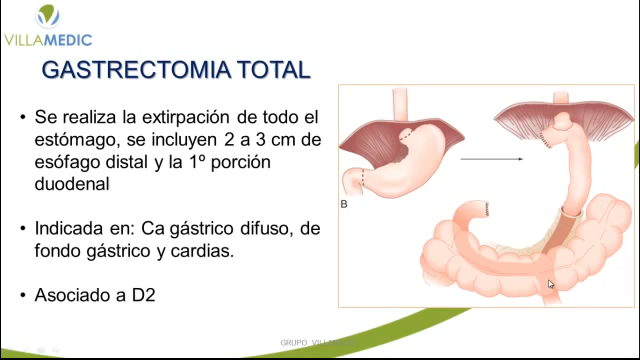 VILLAMEDIC
GASTRECTOMIA TOTAL
• Se realiza la extirpación de todo el
estómago, se incluyen 2 a 3 cm de
esófago distal y la 1º porción
duodenal
• Indicada en: Ca gástrico difuso, de
fondo gástrico y cardias.
• Asociado a D2
B
GRUPO